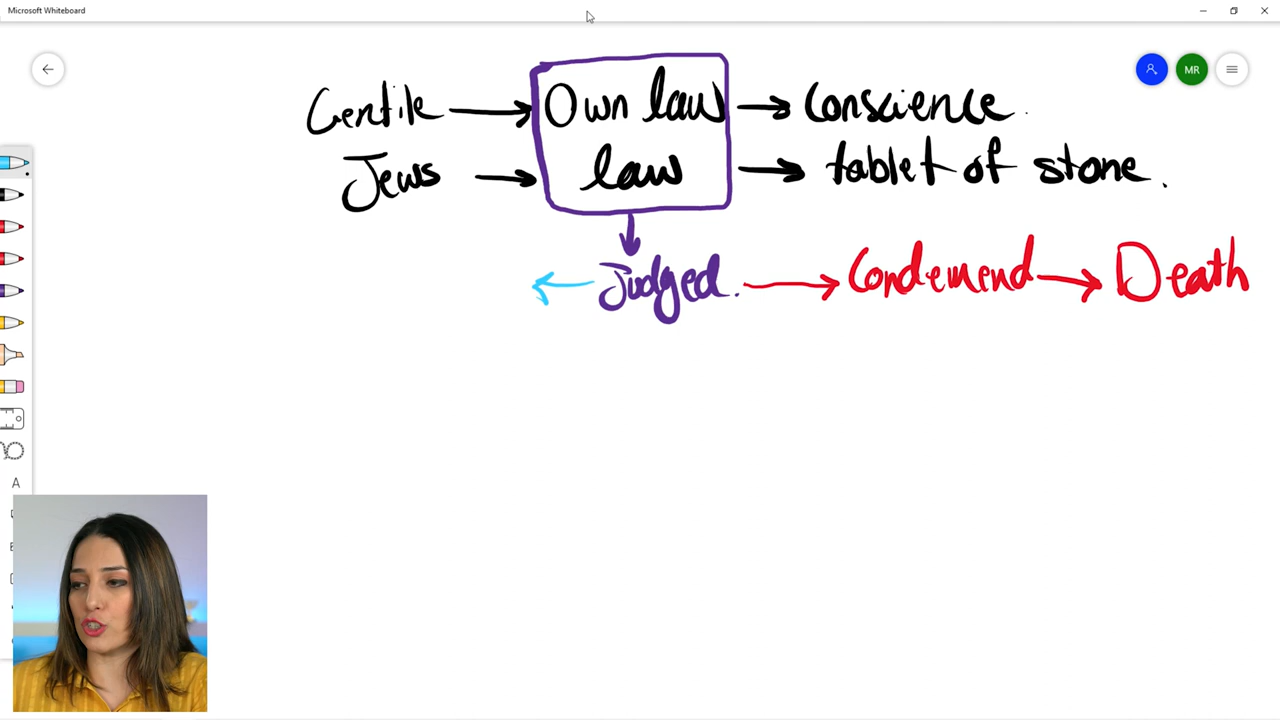 Microsoft Whiteboard
MR
Gentile → Own law → Conscience.
Jews → law → tablet of stone.
Judged. → Condemend → Death
A